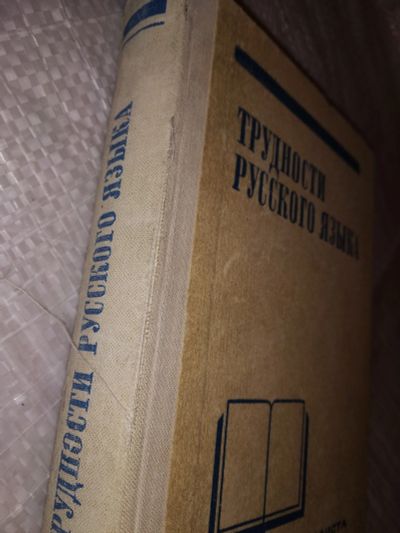 ТРУДНОСТИ
РУССКОГО ЯЗЫКА
ТРУДНОСТИ РУССКОГО ЯЗЫКА